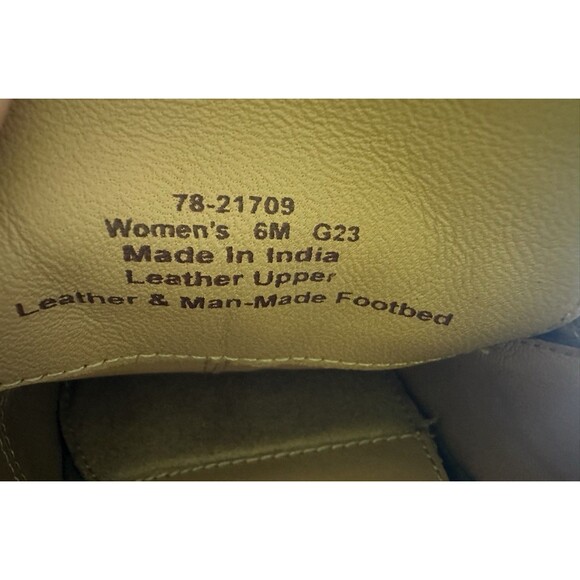 78-21709
Women's 6M G23
Made In India
Leather Upper
Leather & Man-Made Footbed